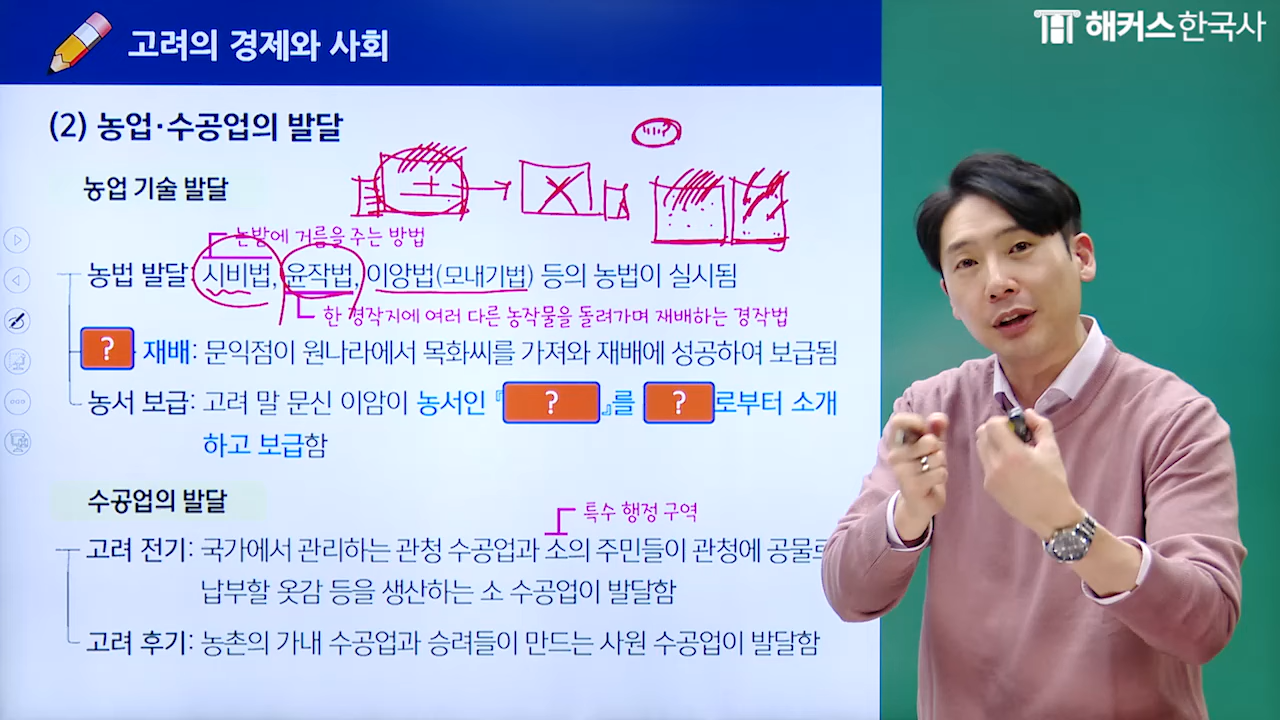 고려의 경제와 사회
해커스한국사
(2) 농업·수공업의 발달
농업 기술 발달
논밭에 거름을 주는 방법
농법 발달: 시비법, 윤작법, 이앙법(모내기법) 등의 농법이 실시됨
한 경작지에 여러 다른 농작물을 돌려가며 재배하는 경작법
? 재배: 문익점이 원나라에서 목화씨를 가져와 재배에 성공하여 보급됨
농서 보급: 고려 말 문신 이암이 농서인 『 ? 』를 ? 로부터 소개
하고 보급함
수공업의 발달
특수 행정 구역
고려 전기: 국가에서 관리하는 관청 수공업과 소의 주민들이 관청에 공물로
납부할 옷감 등을 생산하는 소 수공업이 발달함
고려 후기: 농촌의 가내 수공업과 승려들이 만드는 사원 수공업이 발달함